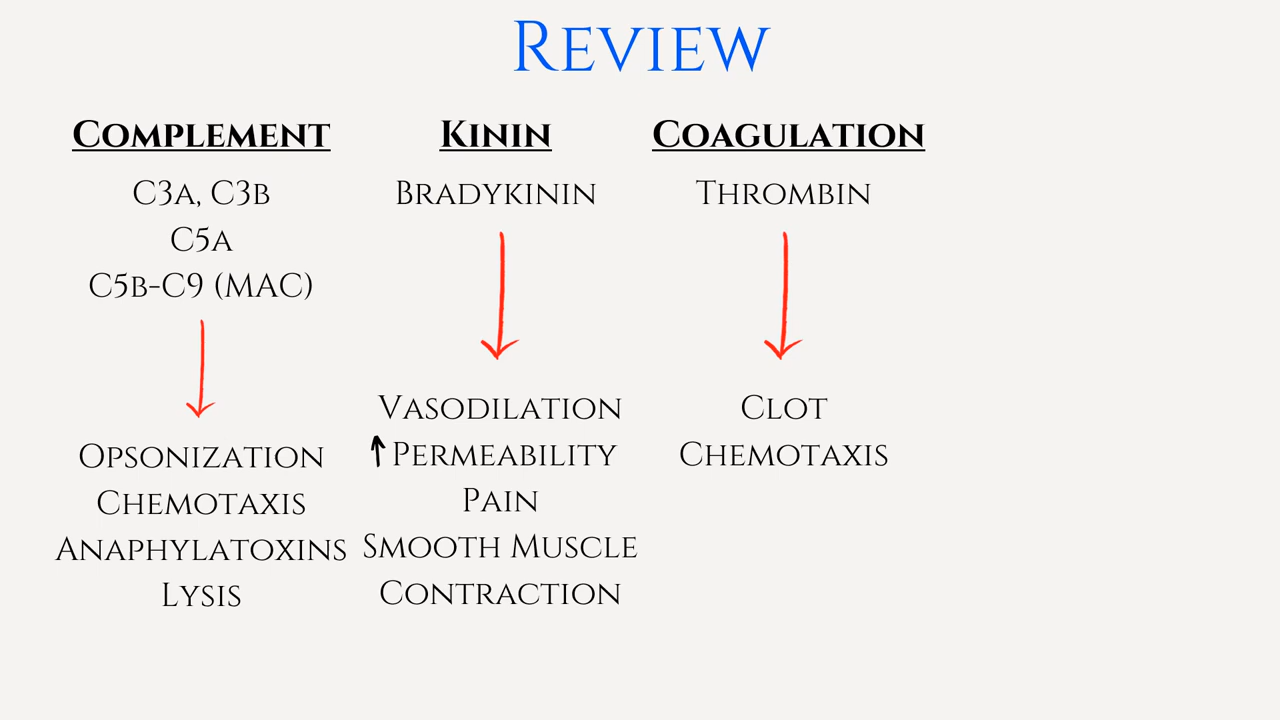 Review
Complement
C3a, C3b
C5a
C5b-C9 (MAC)
Opsonization
Chemotaxis
Anaphylatoxins
Lysis
Kinin
Bradykinin
Vasodilation
↑Permeability
Pain
Smooth Muscle
Contraction
Coagulation
Thrombin
Clot
Chemotaxis